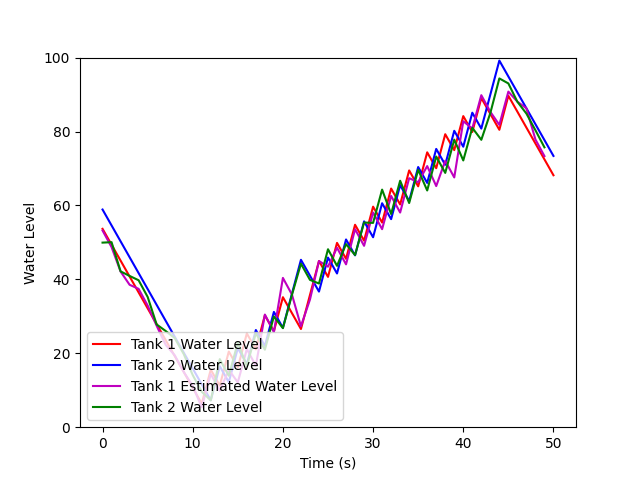 100
80
60
40
20
0
Water Level
Tank 1 Water Level
Tank 2 Water Level
Tank 1 Estimated Water Level
Tank 2 Water Level
0 10 20 30 40 50
Time (s)